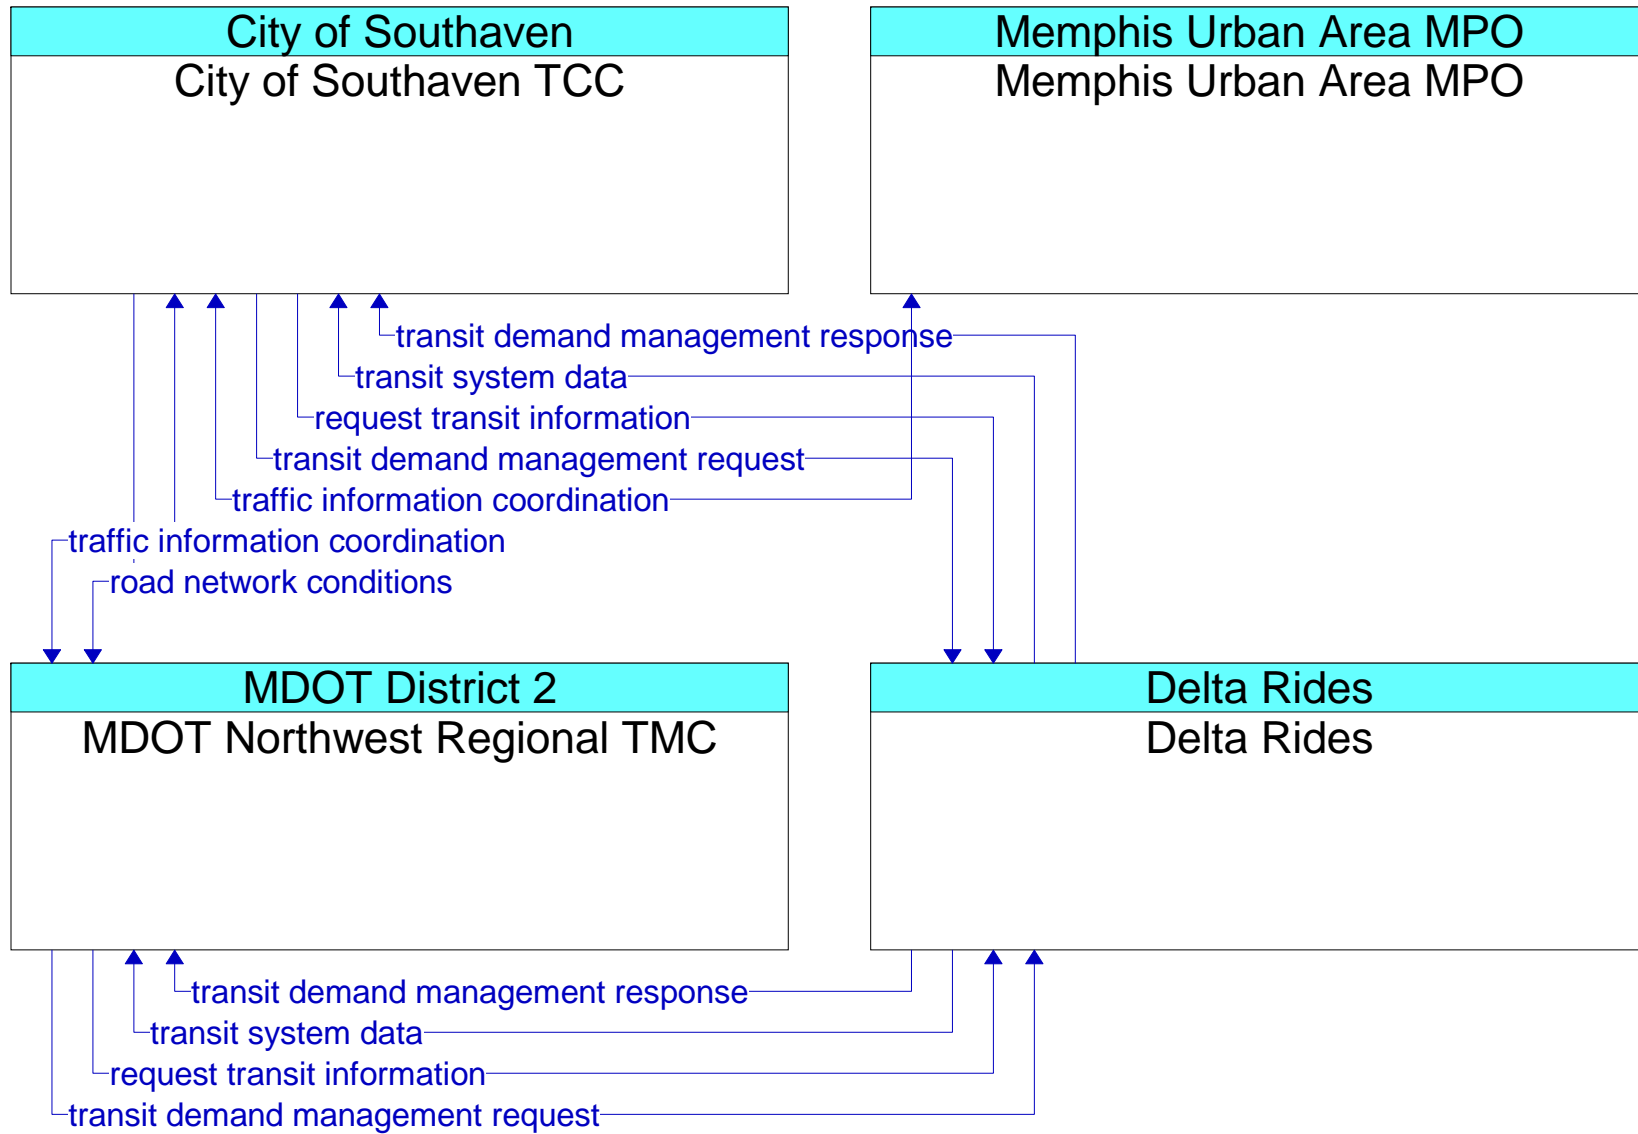 City of Southaven
City of Southaven TCC
Memphis Urban Area MPO
Memphis Urban Area MPO
transit demand management response
transit system data
request transit information
transit demand management request
traffic information coordination
traffic information coordination
road network conditions
MDOT District 2
MDOT Northwest Regional TMC
Delta Rides
Delta Rides
transit demand management response
transit system data
request transit information
transit demand management request